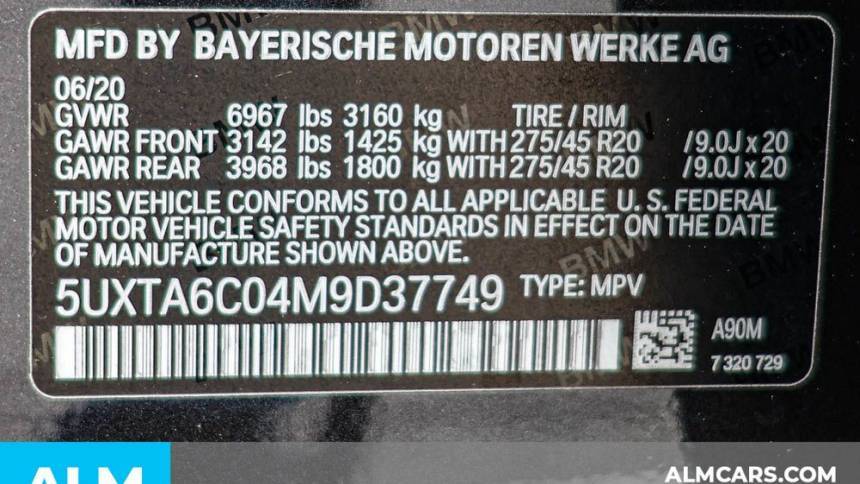 MFD BY BAYERISCHE MOTOREN WERKE AG
06/20
GVWR 6967 lbs 3160 kg TIRE / RIM
GAWR FRONT 3142 lbs 1425 kg WITH 275/45 R20 /9.0J x 20
GAWR REAR 3968 lbs 1800 kg WITH 275/45 R20 /9.0J x 20
THIS VEHICLE CONFORMS TO ALL APPLICABLE U. S. FEDERAL
MOTOR VEHICLE SAFETY STANDARDS IN EFFECT ON THE DATE
OF MANUFACTURE SHOWN ABOVE.
5UXTA6C04M9D37749 TYPE: MPV
A90M
7 320 729
ALM
ALMCARS.COM